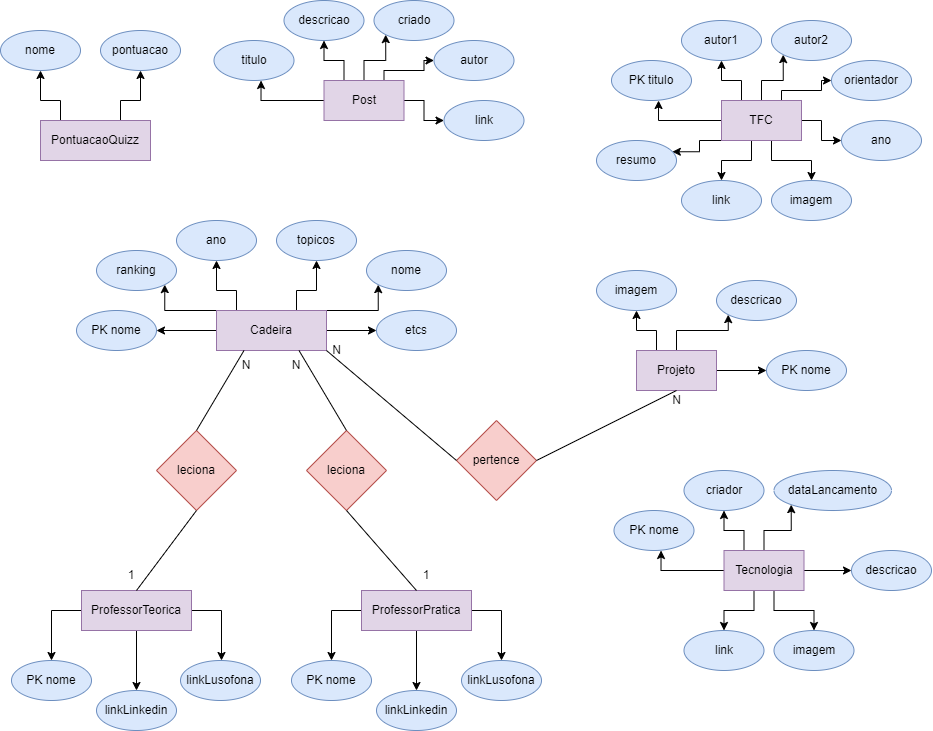 nome
pontuacao
PontuacaoQuizz
descricao
criado
titulo
autor
Post
link
autor1
autor2
PK titulo
orientador
TFC
ano
resumo
link
imagem
ano
topicos
ranking
nome
PK nome
Cadeira
etcs
N
N
N
imagem
descricao
Projeto
PK nome
N
leciona
leciona
pertence
1
1
ProfessorTeorica
PK nome
linkLinkedin
linkLusofona
ProfessorPratica
PK nome
linkLinkedin
linkLusofona
criador
dataLancamento
PK nome
Tecnologia
descricao
link
imagem